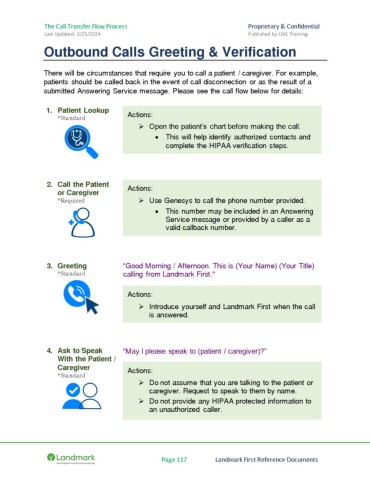 The Call Transfer Flow Process Proprietary & Confidential
Last Updated: 3/25/2024 Published by LMS Training
Outbound Calls Greeting & Verification
There will be circumstances that require you to call a patient / caregiver. For example,
patients should be called back in the event of call disconnection or as the result of a
submitted Answering Service message. Please see the call flow below for details:
1. Patient Lookup
*Standard
Actions:
➢ Open the patient's chart before making the call.
• This will help identify authorized contacts and
complete the HIPAA verification steps.
2. Call the Patient
or Caregiver
*Required
Actions:
➢ Use Genesys to call the phone number provided.
• This number may be included in an Answering
Service message or provided by a caller as a
valid callback number.
3. Greeting
*Standard
"Good Morning / Afternoon. This is (Your Name) (Your Title)
calling from Landmark First."
Actions:
➢ Introduce yourself and Landmark First when the call
is answered.
4. Ask to Speak
With the Patient /
Caregiver
*Standard
"May I please speak to (patient / caregiver)?"
Actions:
➢ Do not assume that you are talking to the patient or
caregiver. Request to speak to them by name.
➢ Do not provide any HIPAA protected information to
an unauthorized caller.
Landmark
Page 117 Landmark First Reference Documents